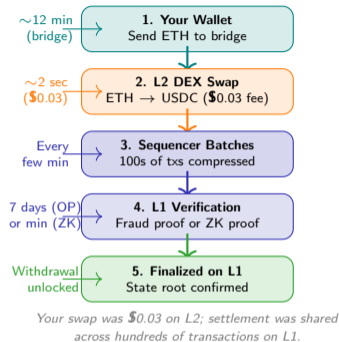 ~12 min
(bridge)
1. Your Wallet
Send ETH to bridge
~2 sec
($0.03)
2. L2 DEX Swap
ETH → USDC ($0.03 fee)
Every
few min
3. Sequencer Batches
100s of txs compressed
7 days (OP)
or min (ZK)
4. L1 Verification
Fraud proof or ZK proof
Withdrawal
unlocked
5. Finalized on L1
State root confirmed
Your swap was $0.03 on L2; settlement was shared
across hundreds of transactions on L1.